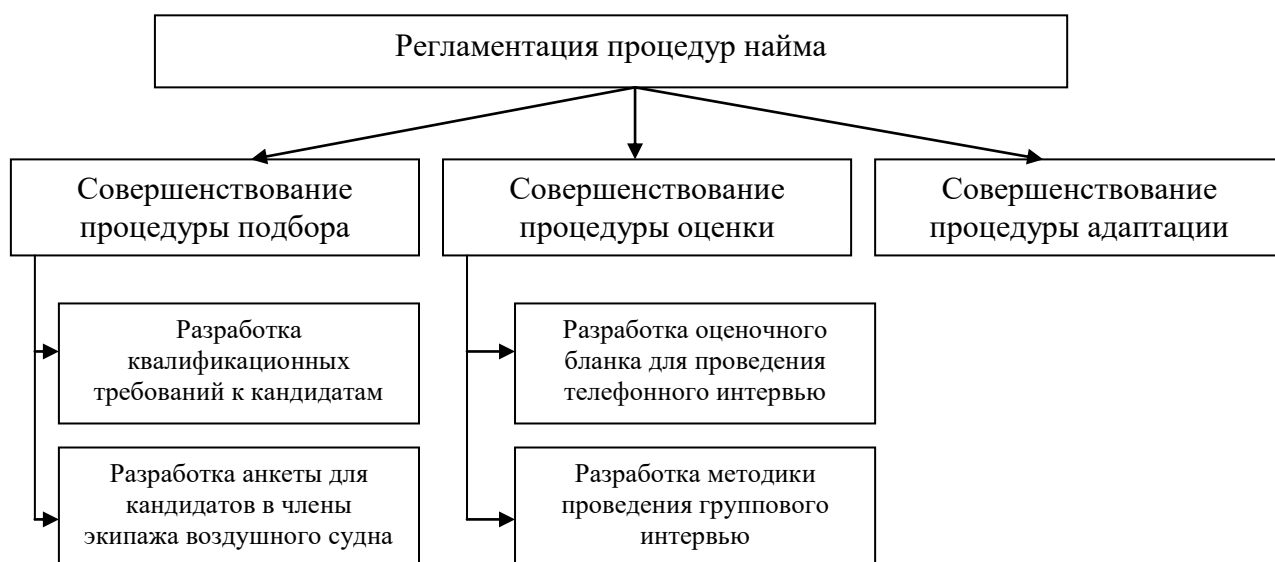 Регламентация процедур найма
Совершенствование
процедуры подбора
Совершенствование
процедуры оценки
Совершенствование
процедуры адаптации
Разработка
квалификационных
требований к кандидатам
Разработка оценочного
бланка для проведения
телефонного интервью
Разработка анкеты для
кандидатов в члены
экипажа воздушного судна
Разработка методики
проведения группового
интервью